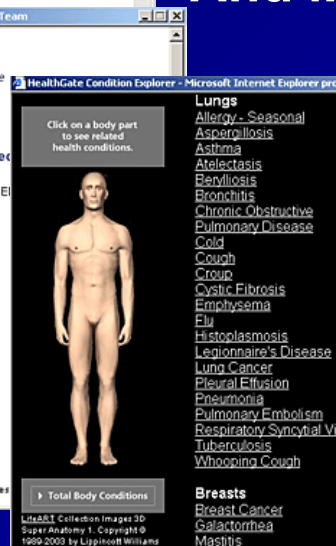 Team
HealthGate Condition Explorer - Microsoft Internet Explorer pro
Click on a body part
to see related
health conditions.
Lungs
Allergy - Seasonal
Aspergillosis
Asthma
Atelectasis
Berylliosis
Bronchitis
Chronic Obstructive
Pulmonary Disease
Cold
Cough
Croup
Cystic Fibrosis
Emphysema
Flu
Histoplasmosis
Legionnaire's Disease
Lung Cancer
Pleural Effusion
Pneumonia
Pulmonary Embolism
Respiratory Syncytial Vi
Tuberculosis
Whooping Cough
Breasts
Breast Cancer
Galactorrhea
Mastitis
Total Body Conditions
LifeART Collection Images 3D
Super Anatomy 1. Copyright ©
1989-2003 by Lippincott Williams